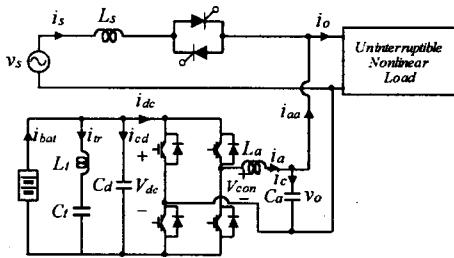 i_s
L_s
i_o
v_s
Uninterruptible
Nonlinear
Load
i_aa
i_dc
i_bat
i_tr
i_cd
L_t
C_t
C_d
V_dc
+
−
L_a
i_a
+
V_con
−
i_c
C_a
v_o